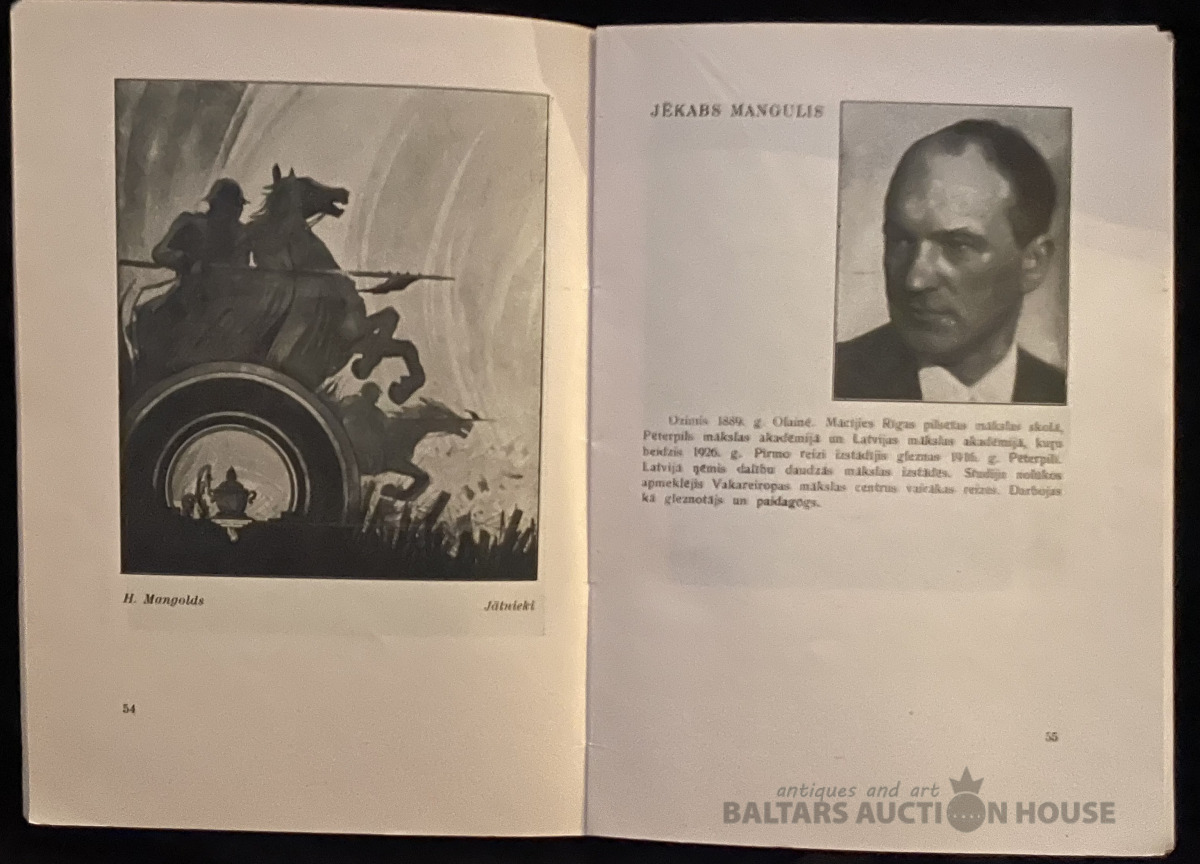 H. Mangolds
Jātnieki
54
JĒKABS MANGULIS
Dzimis 1889. g. Olainē. Mācījies Rīgas pilsētas mākslas skolā,
Pēterpils mākslas akadēmijā un Latvijas mākslas akadēmijā, kuŗu
beidzis 1926. g. Pirmo reizi izstādījis gleznas 1916. g. Pēterpilī.
Latvijā ņēmis dalību daudzās mākslas izstādēs. Studiju nolūkos
apmeklējis Vakareiropas mākslas centrus vairākas reizes. Darbojas
kā gleznotājs un paidagogs.
55
antiques and art
BALTARS AUCTION HOUSE